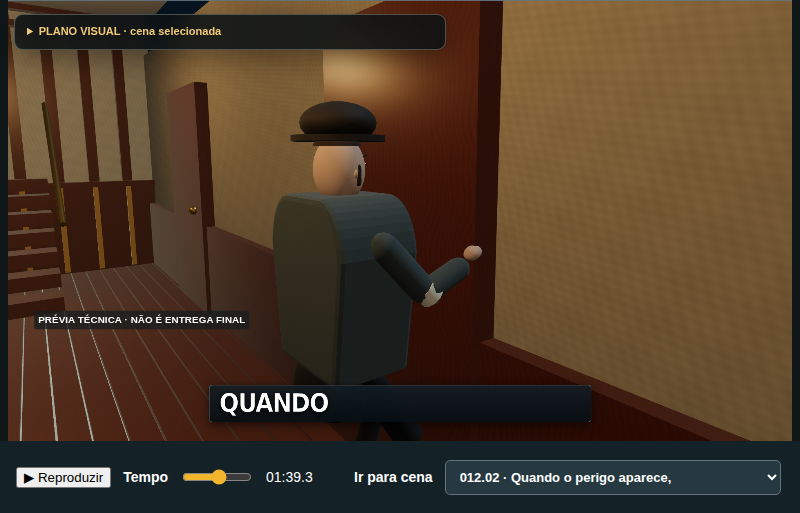 ▶ PLANO VISUAL · cena selecionada
PRÉVIA TÉCNICA · NÃO É ENTREGA FINAL
QUANDO
▶ Reproduzir Tempo 01:39.3 Ir para cena 012.02 · Quando o perigo aparece,